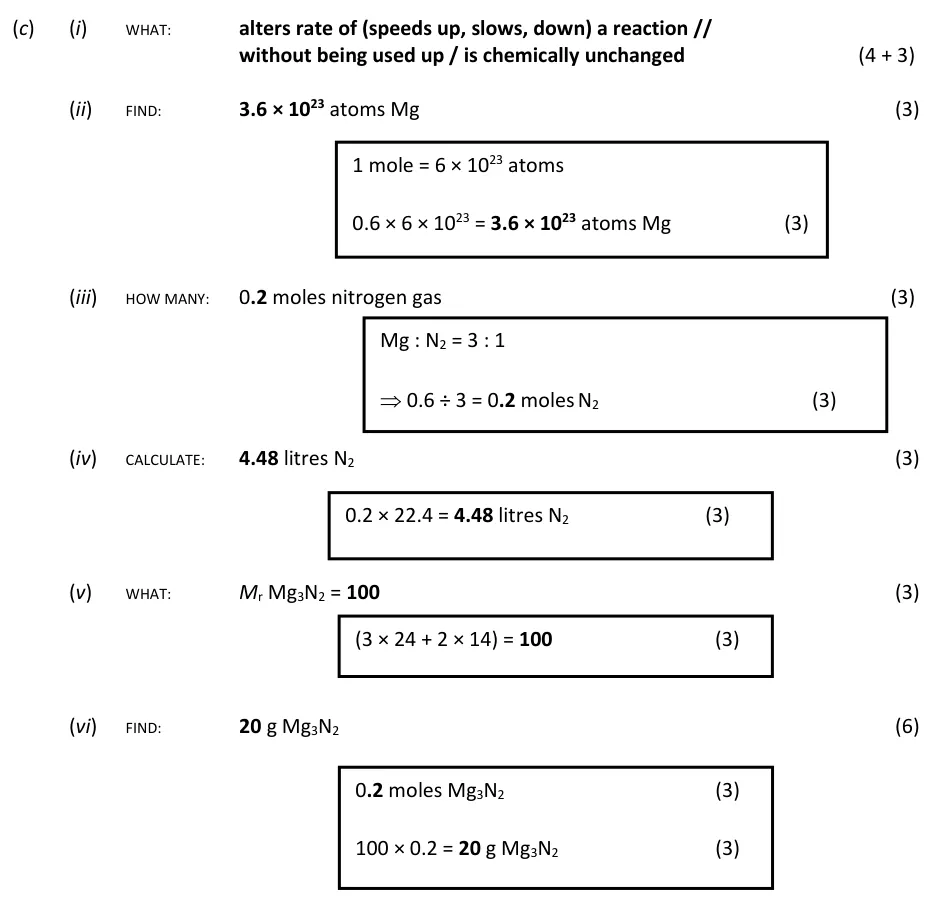 (c) (i) WHAT: alters rate of (speeds up, slows, down) a reaction //
without being used up / is chemically unchanged (4 + 3)
(ii) FIND: 3.6 × 10²³ atoms Mg (3)
1 mole = 6 × 10²³ atoms
0.6 × 6 × 10²³ = 3.6 × 10²³ atoms Mg (3)
(iii) HOW MANY: 0.2 moles nitrogen gas (3)
Mg : N₂ = 3 : 1
⇒ 0.6 ÷ 3 = 0.2 moles N₂ (3)
(iv) CALCULATE: 4.48 litres N₂ (3)
0.2 × 22.4 = 4.48 litres N₂ (3)
(v) WHAT: Mᵣ Mg₃N₂ = 100 (3)
(3 × 24 + 2 × 14) = 100 (3)
(vi) FIND: 20 g Mg₃N₂ (6)
0.2 moles Mg₃N₂ (3)
100 × 0.2 = 20 g Mg₃N₂ (3)